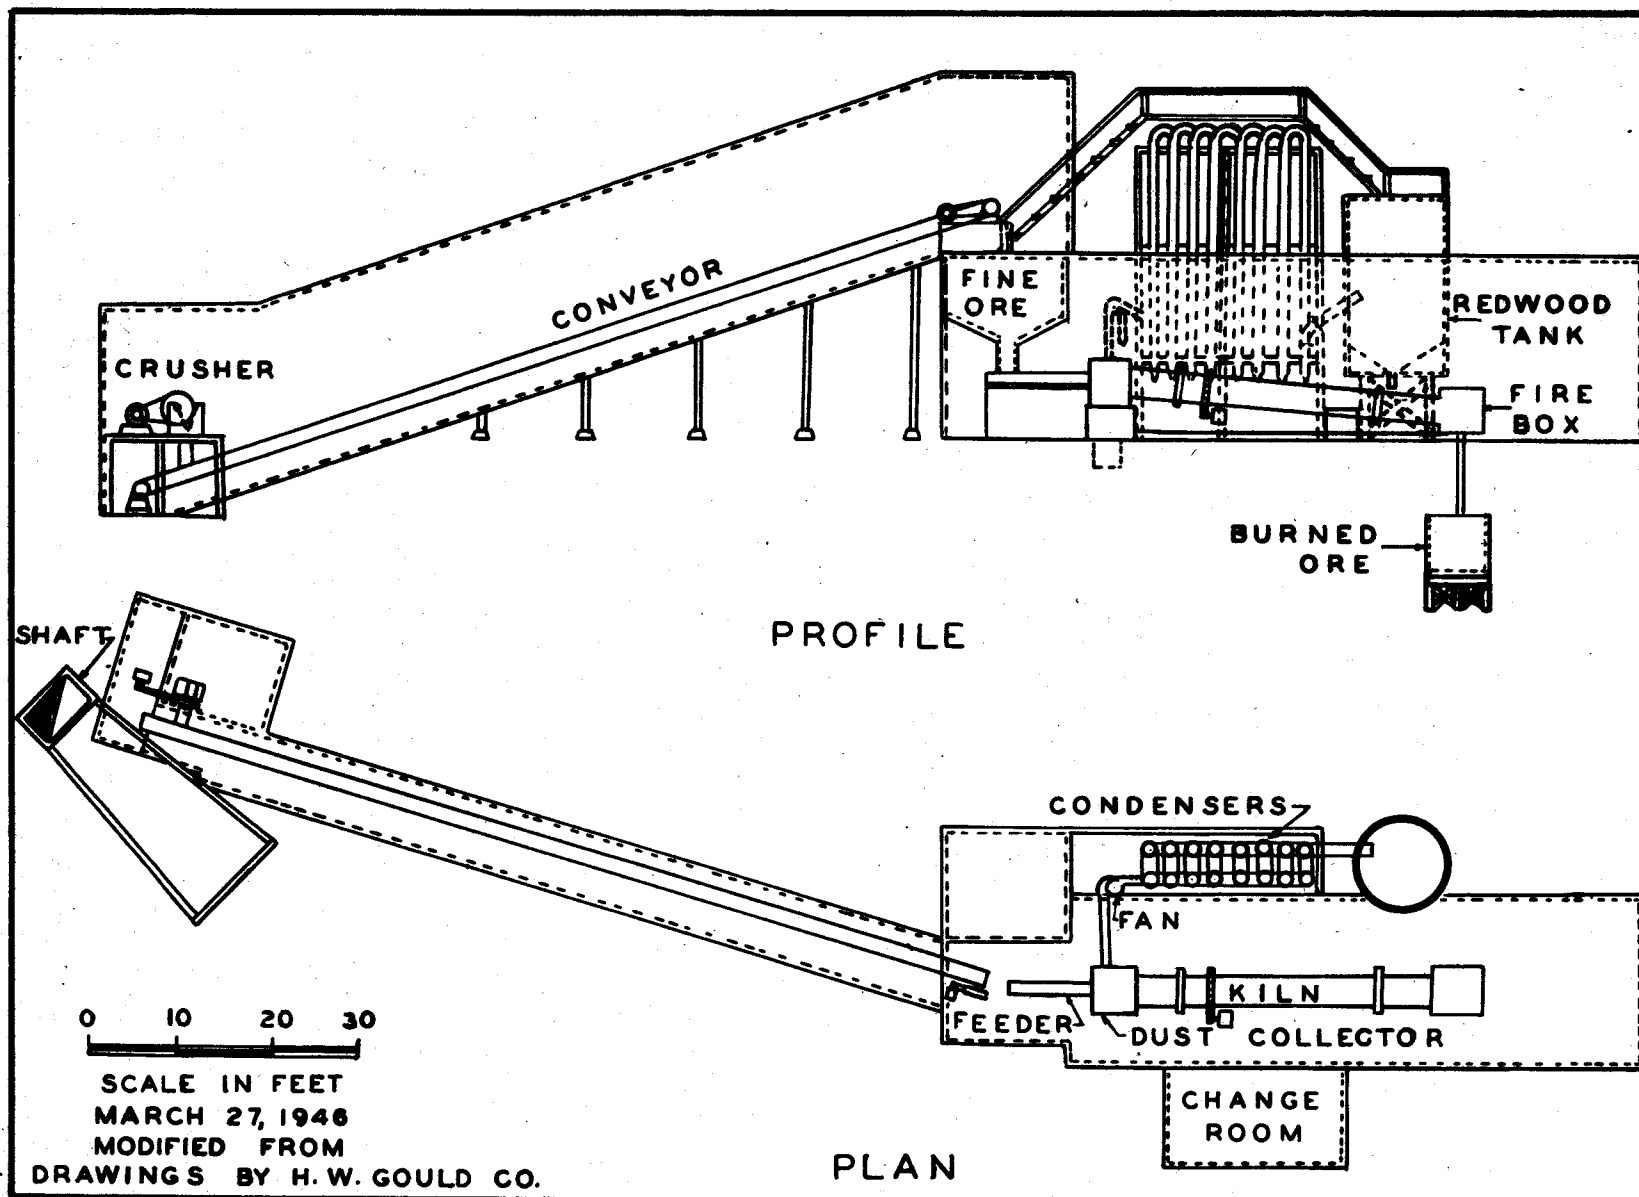 CONVEYOR
CRUSHER
FINE
ORE
REDWOOD
TANK
FIRE
BOX
BURNED
ORE
PROFILE
SHAFT
CONDENSERS
FAN
KILN
FEEDER
DUST COLLECTOR
CHANGE
ROOM
0 10 20 30
SCALE IN FEET
MARCH 27, 1946
MODIFIED FROM
DRAWINGS BY H. W. GOULD CO.
PLAN